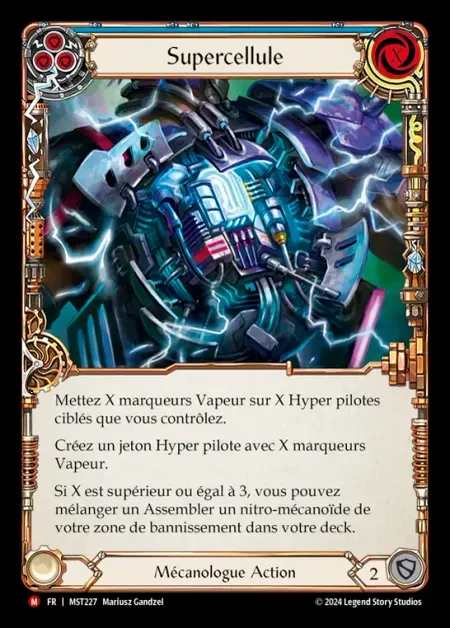 Supercellule
X
Mettez X marqueurs Vapeur sur X Hyper pilotes
ciblés que vous contrôlez.
Créez un jeton Hyper pilote avec X marqueurs
Vapeur.
Si X est supérieur ou égal à 3, vous pouvez
mélanger un Assembler un nitro-mécanoïde de
votre zone de bannissement dans votre deck.
Mécanologue Action
2
M FR | MST227 Mariusz Gandzel
© 2024 Legend Story Studios